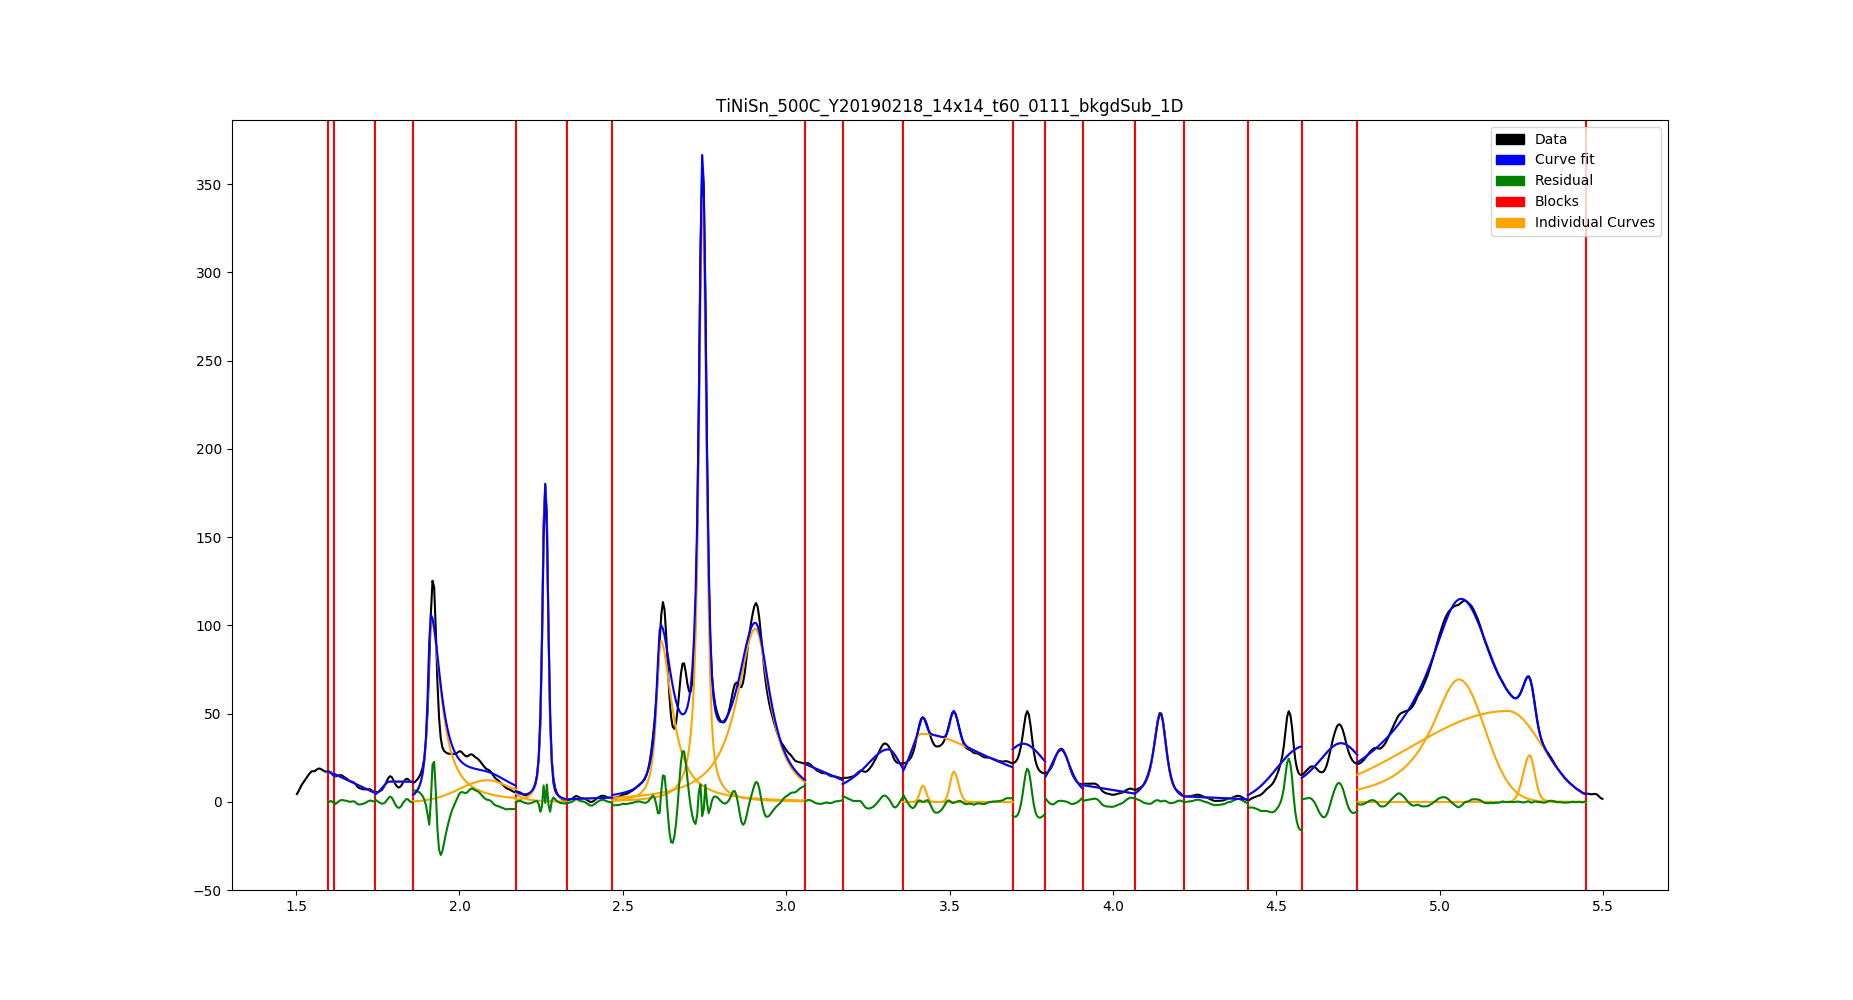 TiNiSn_500C_Y20190218_14x14_t60_0111_bkgdSub_1D
Data
Curve fit
Residual
Blocks
Individual Curves
350
300
250
200
150
100
50
0
−50
1.5 2.0 2.5 3.0 3.5 4.0 4.5 5.0 5.5